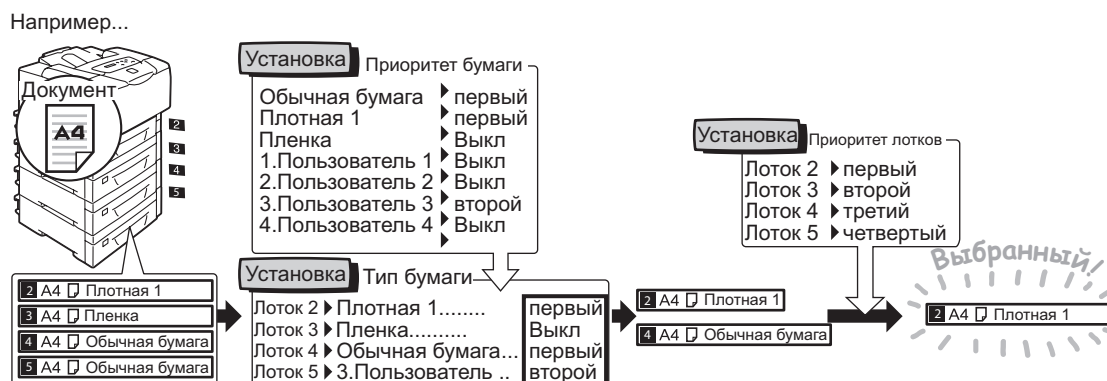 Например...
Документ
A4
2
3
4
5
2 A4 Плотная 1
3 A4 Пленка
4 A4 Обычная бумага
5 A4 Обычная бумага
Установка Приоритет бумаги
Обычная бумага первый
Плотная 1 первый
Пленка Выкл
1.Пользователь 1 Выкл
2.Пользователь 2 Выкл
3.Пользователь 3 второй
4.Пользователь 4 Выкл
Установка Тип бумаги
Лоток 2 Плотная 1........ первый
Лоток 3 Пленка.......... Выкл
Лоток 4 Обычная бумага... первый
Лоток 5 3.Пользователь .. второй
2 A4 Плотная 1
4 A4 Обычная бумага
Установка Приоритет лотков
Лоток 2 первый
Лоток 3 второй
Лоток 4 третий
Лоток 5 четвертый
Выбранный!
2 A4 Плотная 1